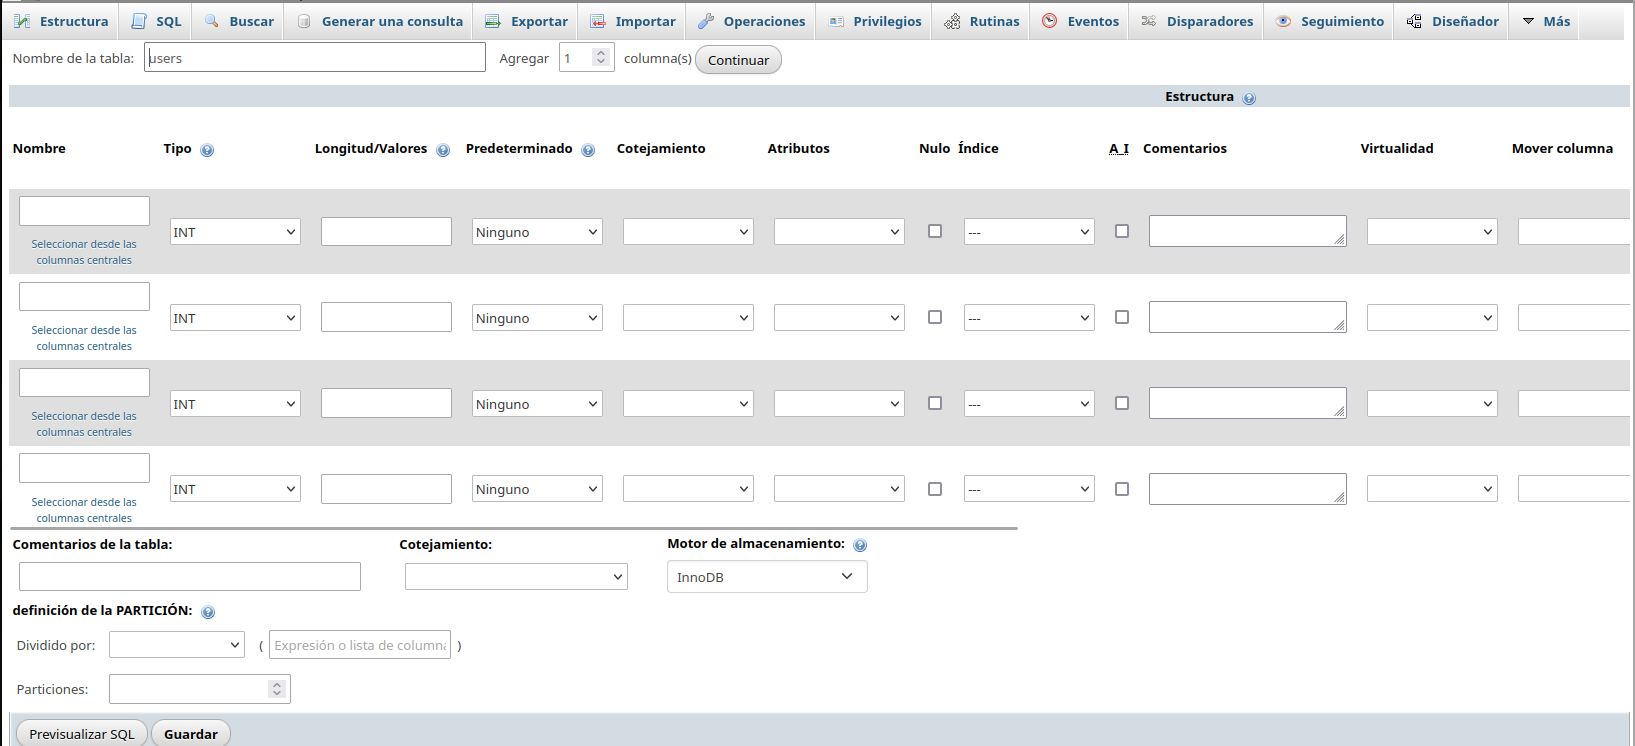 Estructura SQL Buscar Generar una consulta Exportar Importar Operaciones Privilegios Rutinas Eventos Disparadores Seguimiento Diseñador Más
Nombre de la tabla: users Agregar 1 columna(s) Continuar
Estructura
Nombre Tipo Longitud/Valores Predeterminado Cotejamiento Atributos Nulo Índice A_I Comentarios Virtualidad Mover columna
INT Ninguno ---
Seleccionar desde las
columnas centrales
INT Ninguno ---
Seleccionar desde las
columnas centrales
INT Ninguno ---
Seleccionar desde las
columnas centrales
INT Ninguno ---
Seleccionar desde las
columnas centrales
Comentarios de la tabla: Cotejamiento: Motor de almacenamiento:
InnoDB
definición de la PARTICIÓN:
Dividido por: ( Expresión o lista de column )
Particiones:
Previsualizar SQL Guardar